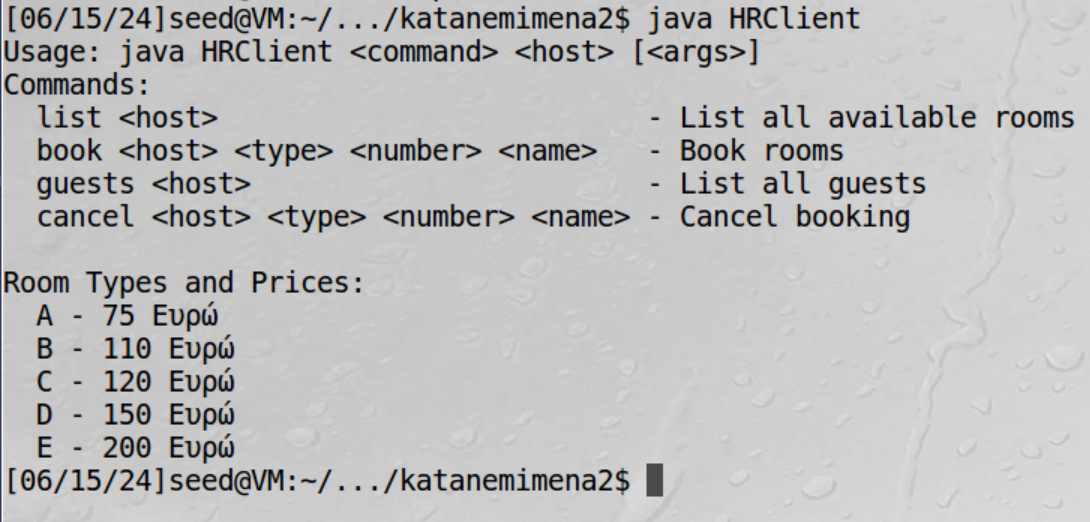 [06/15/24]seed@VM:~/.../katanemimena2$ java HRClient
Usage: java HRClient <command> <host> [<args>]
Commands:
  list <host>                          - List all available rooms
  book <host> <type> <number> <name>   - Book rooms
  guests <host>                        - List all guests
  cancel <host> <type> <number> <name> - Cancel booking

Room Types and Prices:
  A - 75 Ευρώ
  B - 110 Ευρώ
  C - 120 Ευρώ
  D - 150 Ευρώ
  E - 200 Ευρώ
[06/15/24]seed@VM:~/.../katanemimena2$